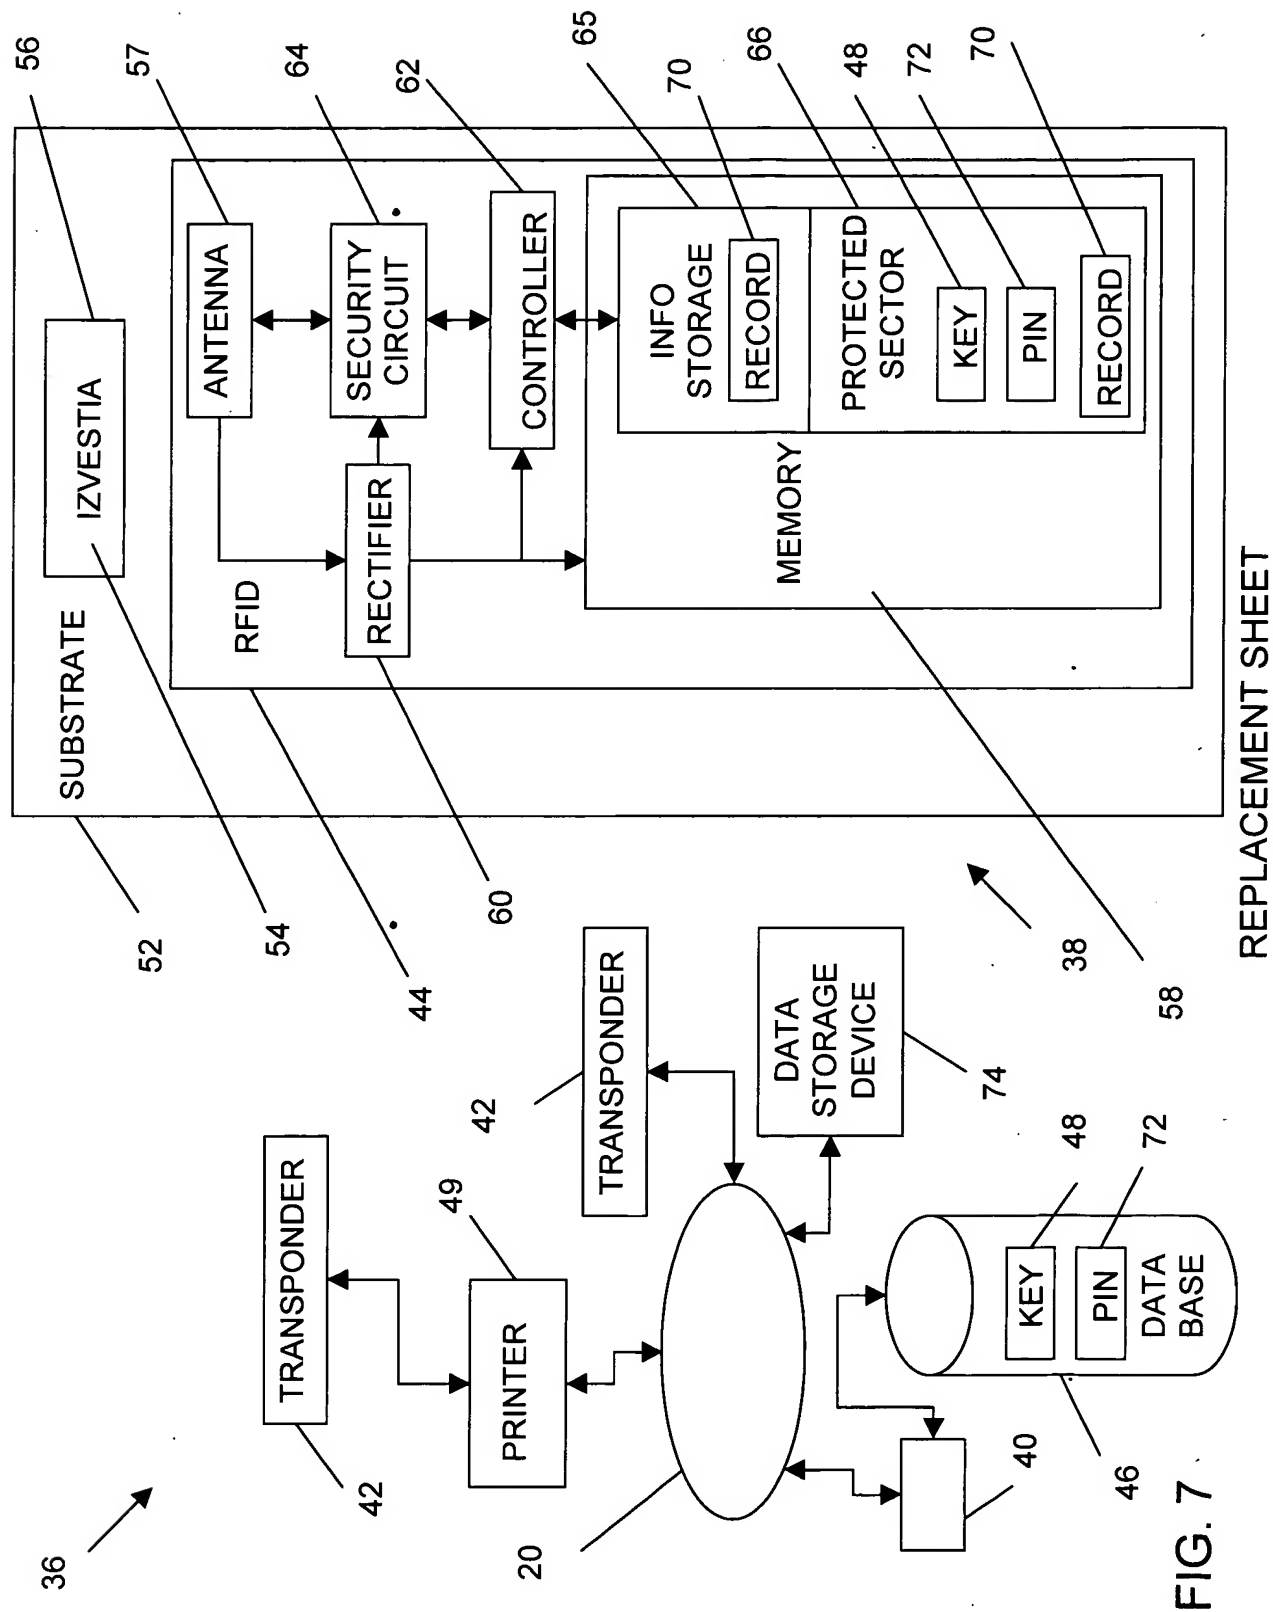 36
TRANSPONDER
42
PRINTER
49
TRANSPONDER
42
20
DATA
STORAGE
DEVICE
74
40
KEY
48
PIN
72
DATA
BASE
46
FIG. 7
SUBSTRATE
52
IZVESTIA
54
56
RFID
44
ANTENNA
57
SECURITY
CIRCUIT
64
RECTIFIER
60
CONTROLLER
62
MEMORY
58
INFO
STORAGE
65
RECORD
70
PROTECTED
SECTOR
66
KEY
48
PIN
72
RECORD
70
38
REPLACEMENT SHEET